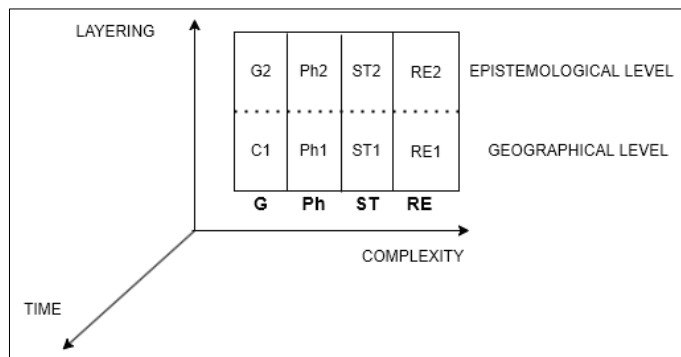 LAYERING
G2 Ph2 ST2 RE2 EPISTEMOLOGICAL LEVEL
C1 Ph1 ST1 RE1 GEOGRAPHICAL LEVEL
G Ph ST RE
COMPLEXITY
TIME